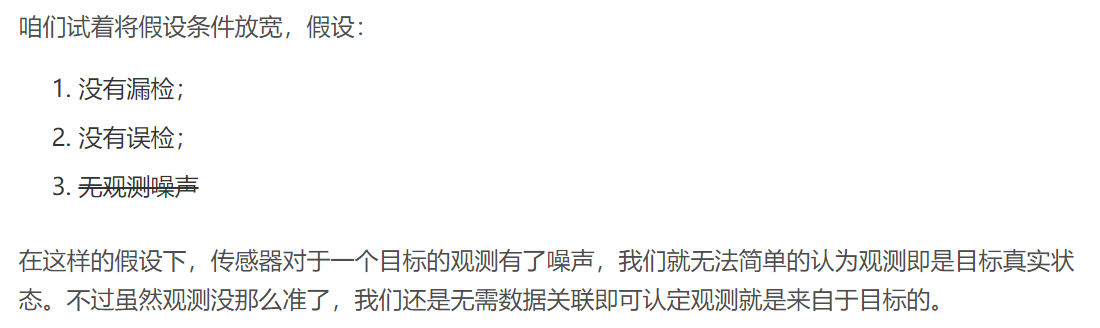 咱们试着将假设条件放宽，假设：
1. 没有漏检；
2. 没有误检；
3. 无观测噪声
在这样的假设下，传感器对于一个目标的观测有了噪声，我们就无法简单的认为观测即是目标真实状
态。不过虽然观测没那么准了，我们还是无需数据关联即可认定观测就是来自于目标的。